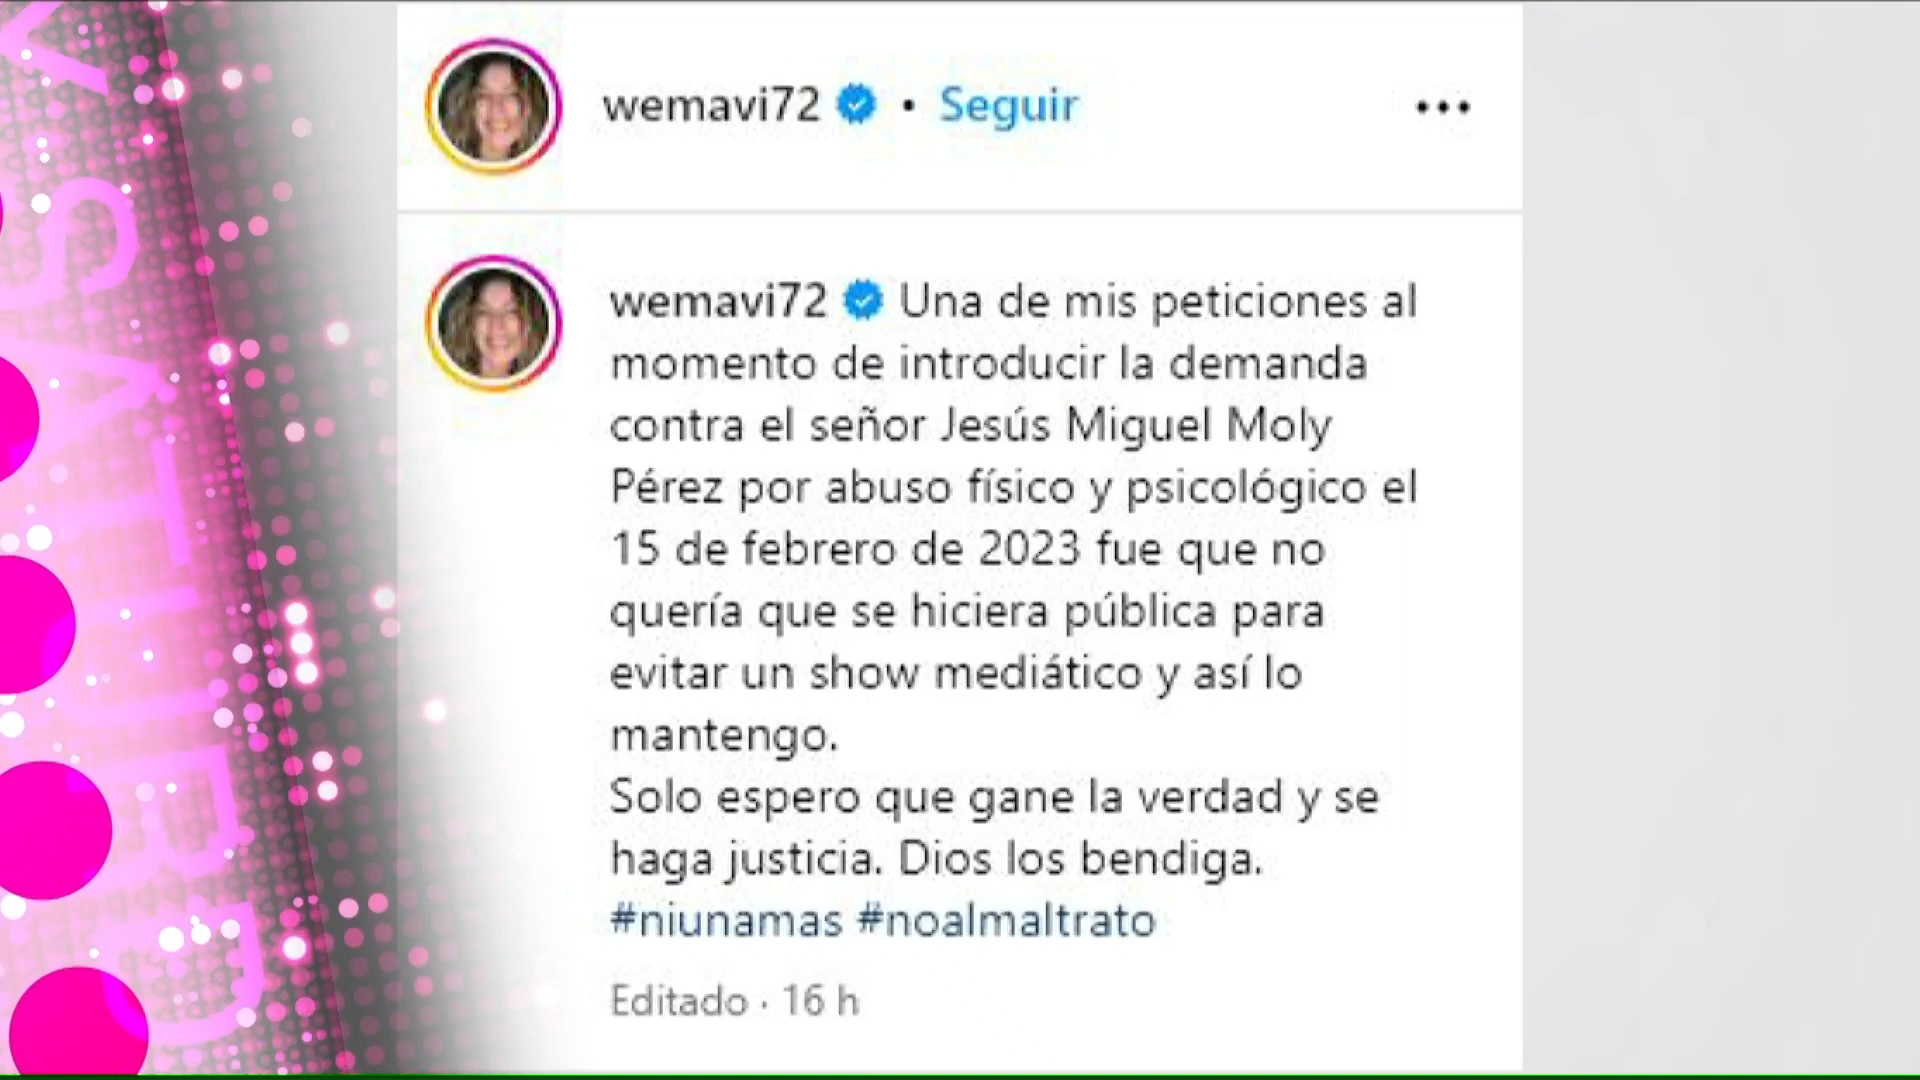 wemavi72 • Seguir
wemavi72 Una de mis peticiones al
momento de introducir la demanda
contra el señor Jesús Miguel Moly
Pérez por abuso físico y psicológico el
15 de febrero de 2023 fue que no
quería que se hiciera pública para
evitar un show mediático y así lo
mantengo.
Solo espero que gane la verdad y se
haga justicia. Dios los bendiga.
#niunamas #noalmaltrato
Editado · 16 h